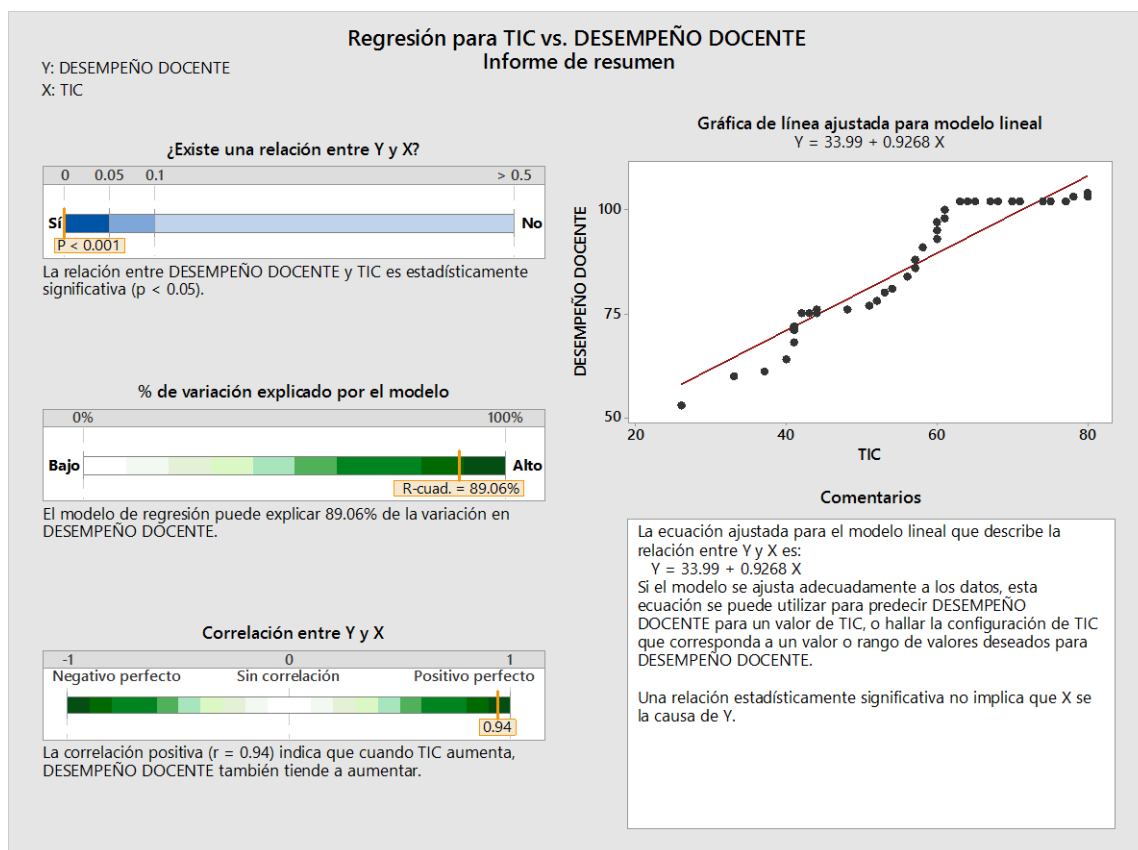 Regresión para TIC vs. DESEMPEÑO DOCENTE
Informe de resumen
Y: DESEMPEÑO DOCENTE
X: TIC
¿Existe una relación entre Y y X?
0 0.05 0.1 > 0.5
Sí No
P < 0.001
La relación entre DESEMPEÑO DOCENTE y TIC es estadísticamente
significativa (p < 0.05).
% de variación explicado por el modelo
0% 100%
Bajo Alto
R-cuad. = 89.06%
El modelo de regresión puede explicar 89.06% de la variación en
DESEMPEÑO DOCENTE.
Correlación entre Y y X
-1 0 1
Negativo perfecto Sin correlación Positivo perfecto
0.94
La correlación positiva (r = 0.94) indica que cuando TIC aumenta,
DESEMPEÑO DOCENTE también tiende a aumentar.
Gráfica de línea ajustada para modelo lineal
Y = 33.99 + 0.9268 X
DESEMPEÑO DOCENTE
100
75
50
20 40 60 80
TIC
Comentarios
La ecuación ajustada para el modelo lineal que describe la
relación entre Y y X es:
Y = 33.99 + 0.9268 X
Si el modelo se ajusta adecuadamente a los datos, esta
ecuación se puede utilizar para predecir DESEMPEÑO
DOCENTE para un valor de TIC, o hallar la configuración de TIC
que corresponda a un valor o rango de valores deseados para
DESEMPEÑO DOCENTE.
Una relación estadísticamente significativa no implica que X se
la causa de Y.